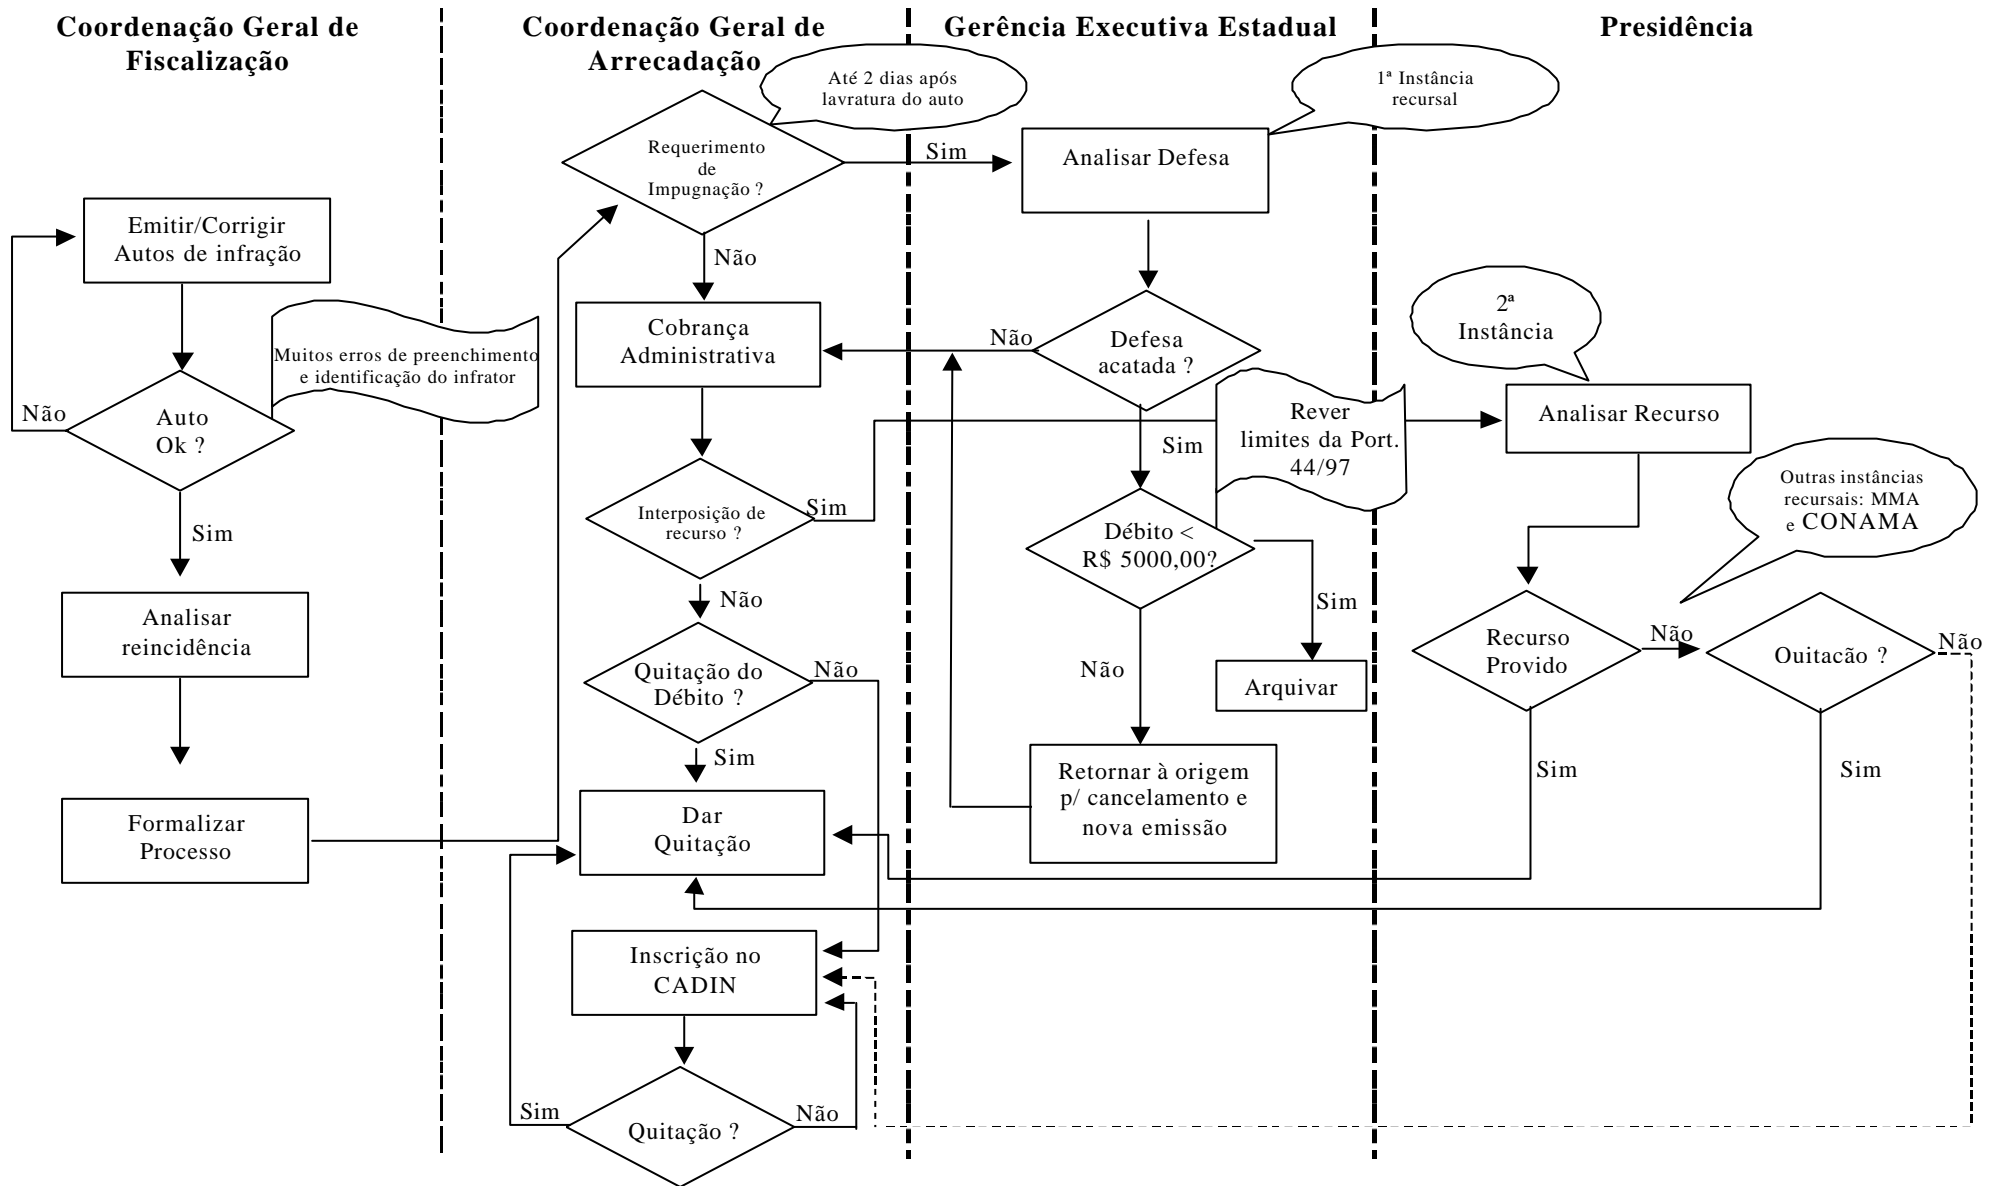 Coordenação Geral de
Fiscalização
Coordenação Geral de
Arrecadação
Gerência Executiva Estadual
Presidência
Até 2 dias após
lavratura do auto
1ª Instância
recursal
Requerimento
de
Impugnação ?
Sim
Analisar Defesa
Emitir/Corrigir
Autos de infração
Não
Muitos erros de preenchimento
e identificação do infrator
Cobrança
Administrativa
Não
Defesa
acatada ?
2ª
Instância
Não
Auto
Ok ?
Rever
limites da Port.
44/97
Analisar Recurso
Sim
Sim
Interposição de
recurso ?
Sim
Débito <
R$ 5000,00?
Outras instâncias
recursais: MMA
e CONAMA
Analisar
reincidência
Não
Sim
Quitação do
Débito ?
Não
Não
Arquivar
Recurso
Provido
Não
Ouitacão ?
Não
Sim
Sim
Sim
Formalizar
Processo
Dar
Quitação
Retornar à origem
p/ cancelamento e
nova emissão
Inscrição no
CADIN
Sim
Quitação ?
Não